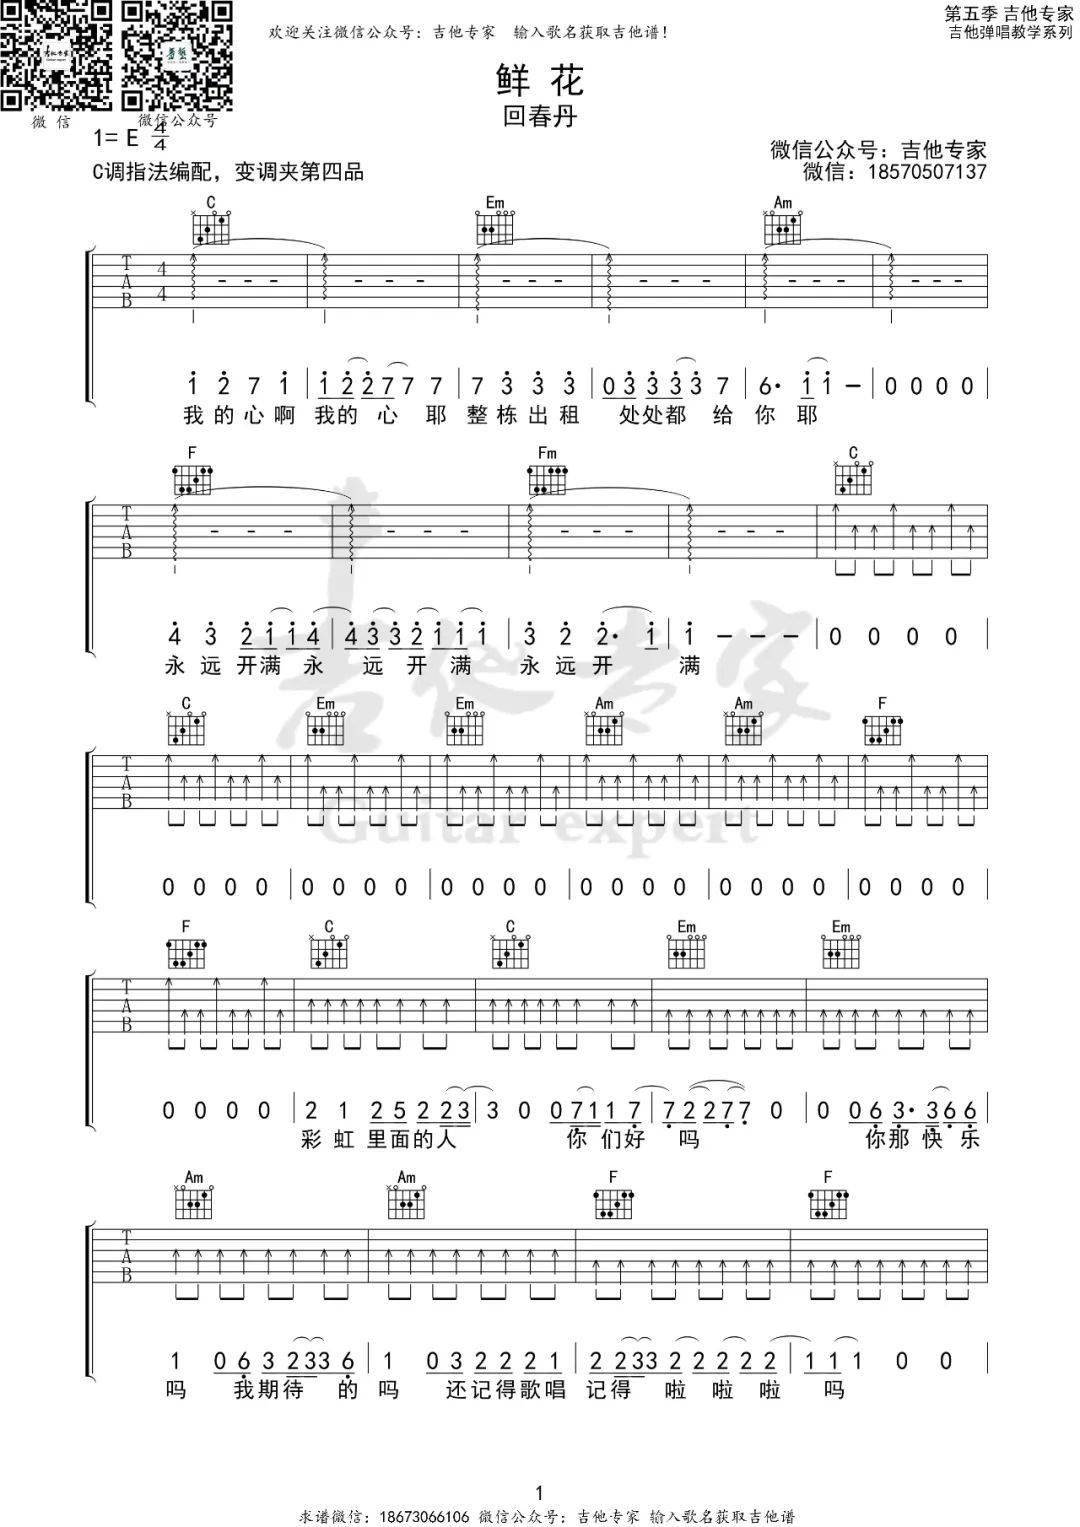 欢迎关注微信公众号：吉他专家 输入歌名获取吉他谱！
第五季 吉他专家
吉他弹唱教学系列
吉他专家
微信
微信公众号
鲜花
回春丹
1= E 4/4
C调指法编配，变调夹第四品
微信公众号：吉他专家
微信：18570507137
C Em Am
T A B 4 4
1 2 7 1 1 2 2 7 7 7 7 3 3 3 0 3 3 3 3 7 6· 1 1 — 0 0 0 0
我的心啊 我的 心 耶 整栋出租 处处都 给你耶
F Fm C
T A B
4 3 2 1 1 4 4 3 3 2 1 1 1 3 2 2· 1 1 — — — 0 0 0 0
永 远 开满 永 远 开 满 永 远 开 满
C Em Em Am Am F
T A B
吉他专家
Guitar expert
0 0 0 0 0 0 0 0 0 0 0 0 0 0 0 0 0 0 0 0 0 0 0 0
F C C Em Em
T A B
0 0 0 0 2 1 2 5 2 2 2 3 3 0 0 7 1 1 7 7 2 2 7 7 0 0 0 6 3· 3 6 6
彩 虹 里面的人 你 们好 吗 你那 快 乐
Am Am F F
T A B
1 0 6 3 2 3 3 6 1 0 3 2 2 2 1 2 2 3 3 2 2 2 2 2 1 1 1 0 0
吗 我期待 的 吗 还记得歌唱 记得 啦 啦 啦 吗
1
求谱微信：18673066106 微信公众号：吉他专家 输入歌名获取吉他谱